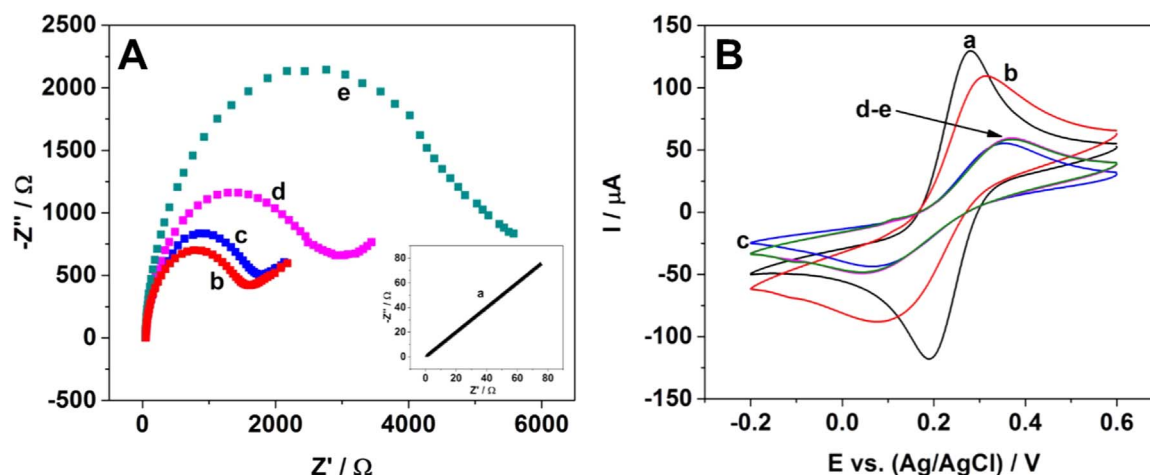 A
2500
2000
1500
1000
500
0
-500
-Z'' / Ω
0
2000
4000
6000
Z' / Ω
e
d
c
b
80
60
40
20
0
-Z'' / Ω
a
0
20
40
60
80
Z' / Ω
B
150
100
50
0
-50
-100
-150
I / µA
a
b
d-e
c
-0.2
0.0
0.2
0.4
0.6
E vs. (Ag/AgCl) / V